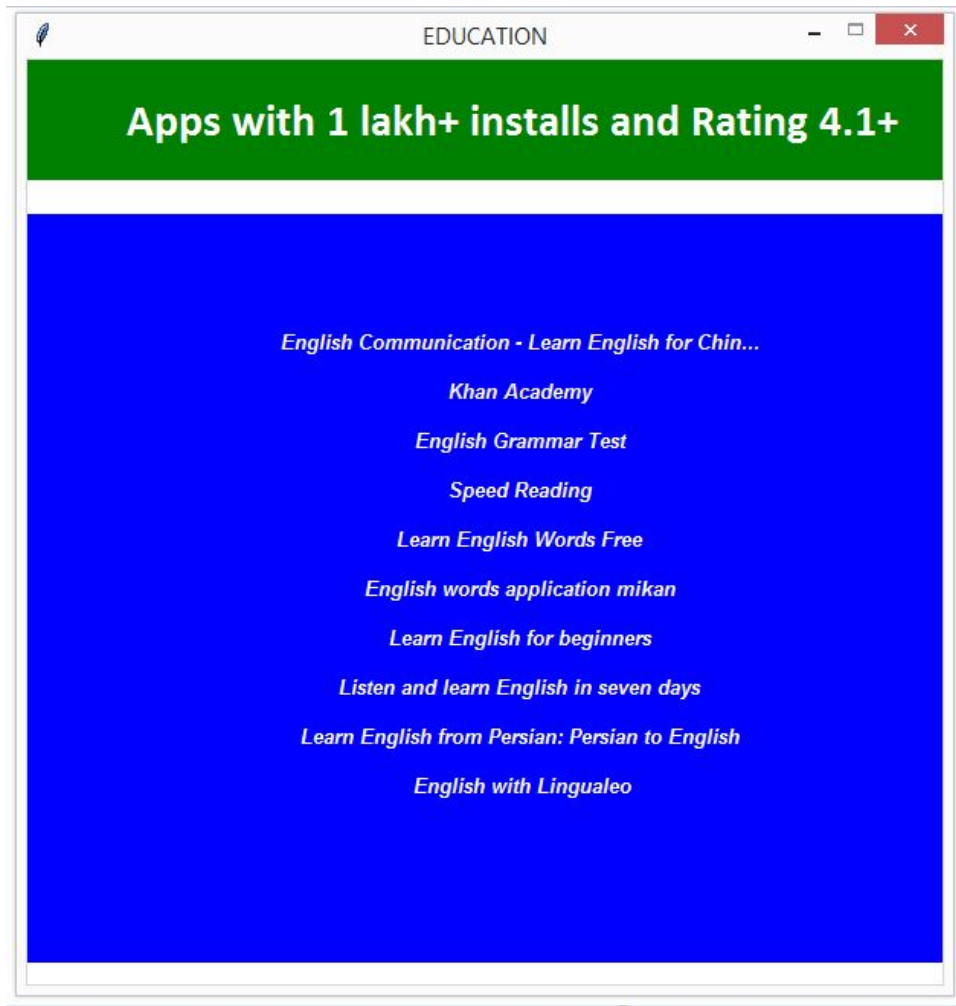 EDUCATION
Apps with 1 lakh+ installs and Rating 4.1+
English Communication - Learn English for Chin...
Khan Academy
English Grammar Test
Speed Reading
Learn English Words Free
English words application mikan
Learn English for beginners
Listen and learn English in seven days
Learn English from Persian: Persian to English
English with Lingualeo